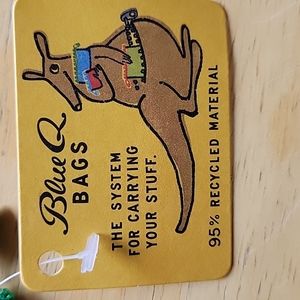 Blue Q
BAGS
THE SYSTEM
FOR CARRYING
YOUR STUFF.
95% RECYCLED MATERIAL